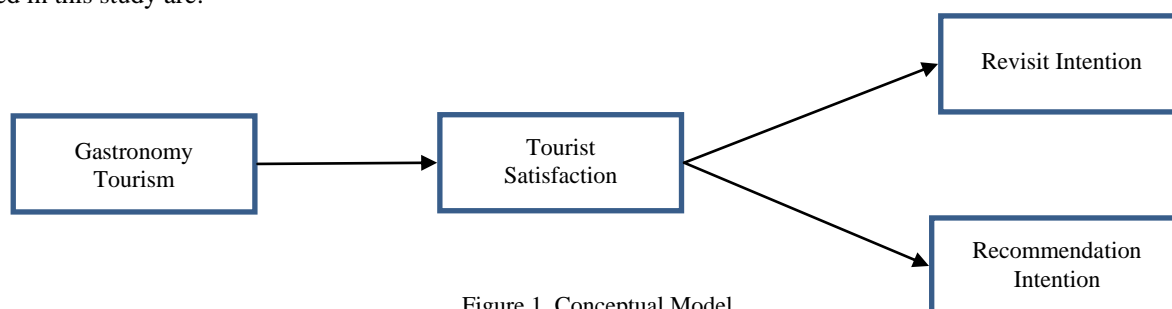 ed in this study are:
Revisit Intention
Gastronomy
Tourism
Tourist
Satisfaction
Recommendation
Intention
Figure 1. Conceptual Model